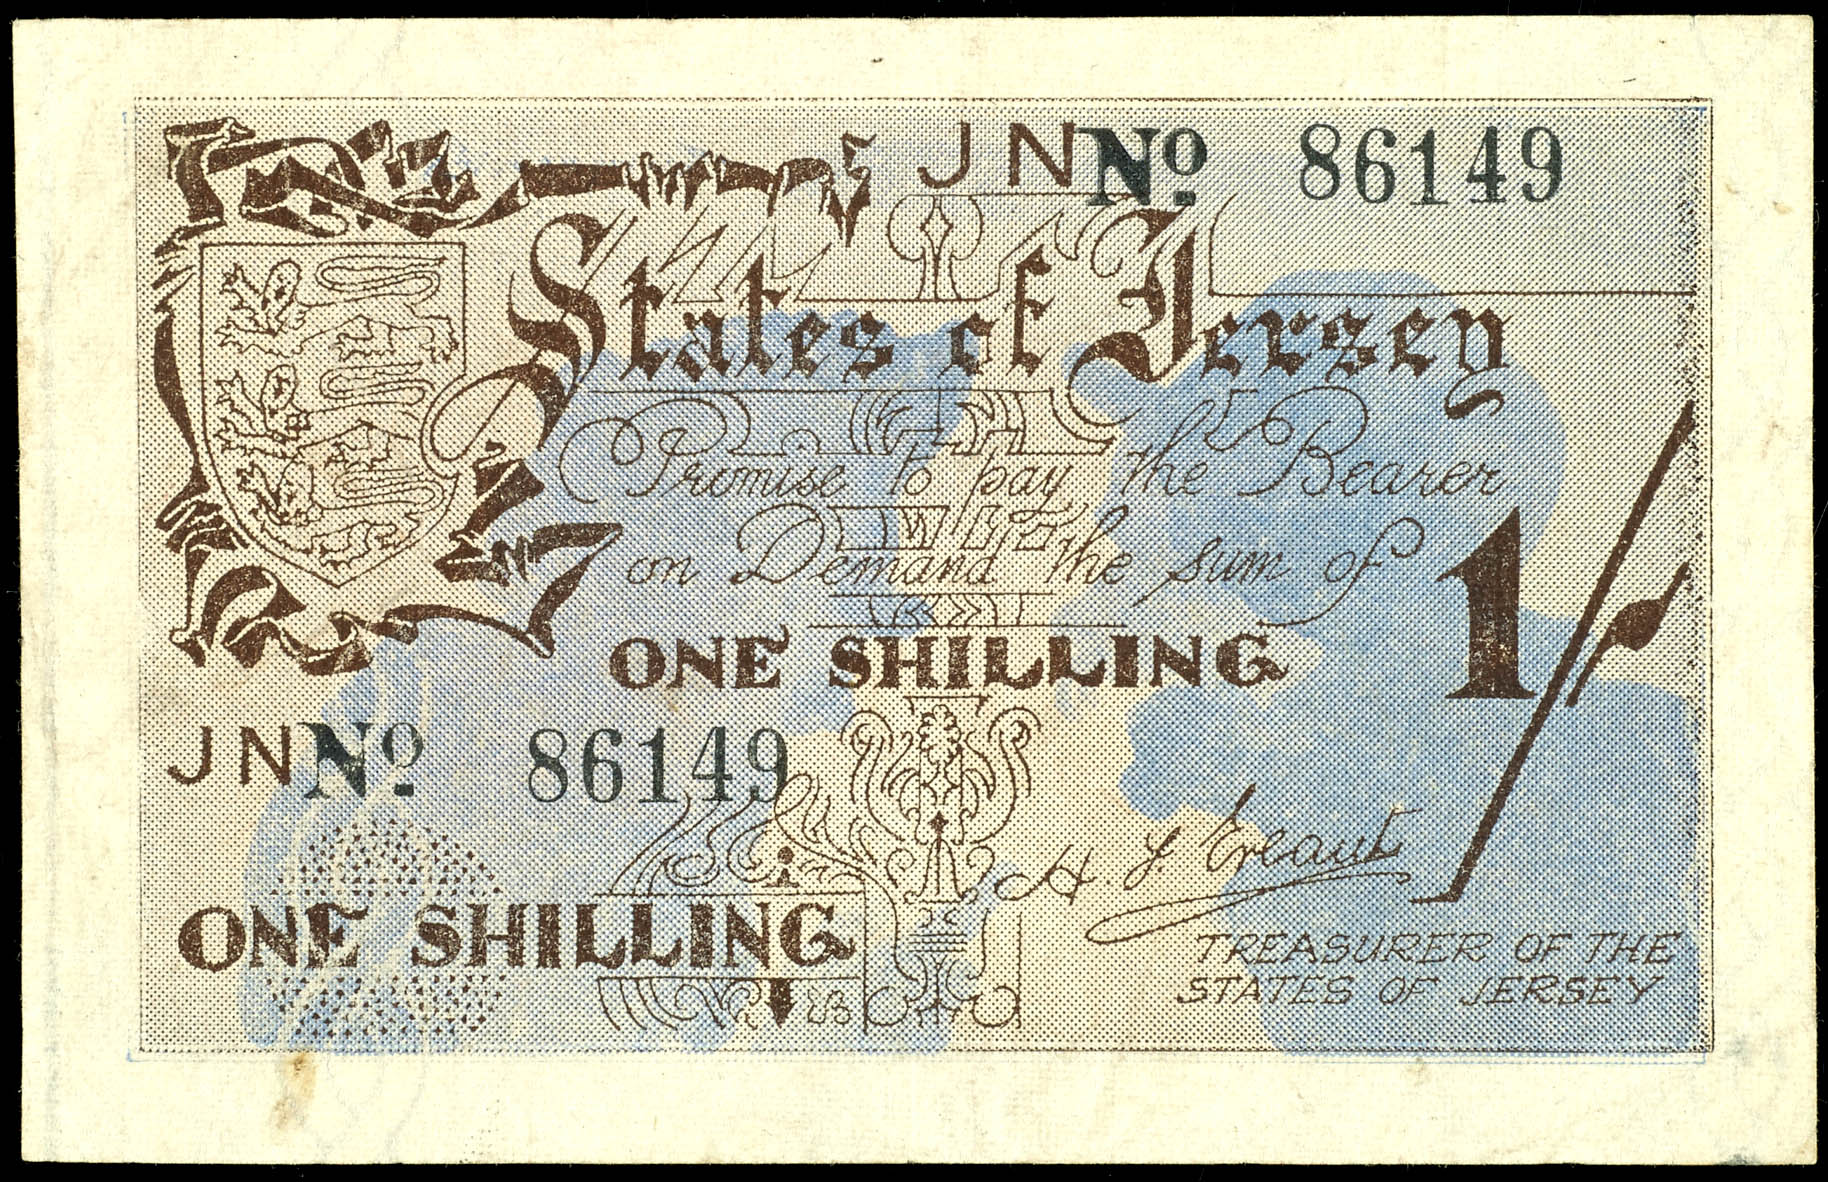 JN No 86149
States of Jersey
Promise to pay the Bearer
on Demand the sum of
1/-
ONE SHILLING
JN No 86149
H. F. Ereaut
ONE SHILLING
TREASURER OF THE
STATES OF JERSEY